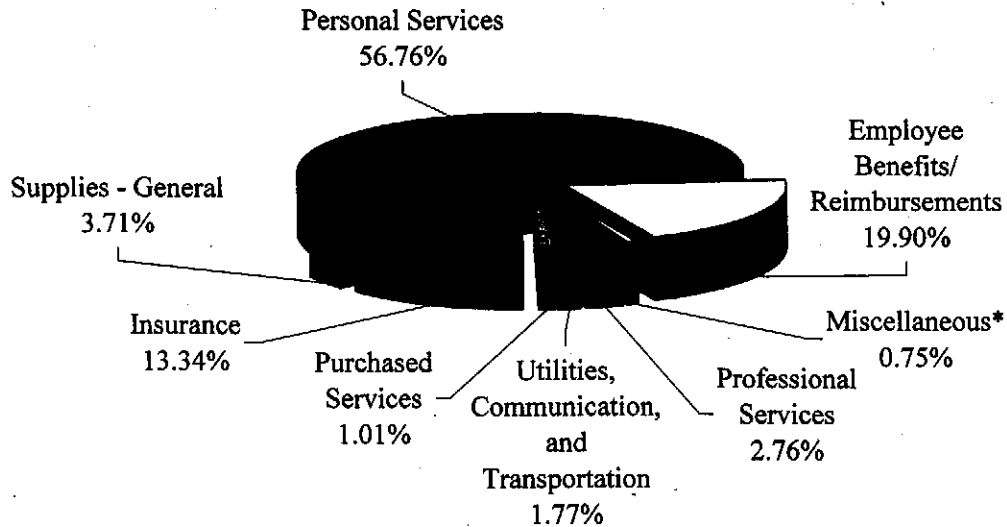 Personal Services
56.76%
Employee
Benefits/
Reimbursements
19.90%
Supplies - General
3.71%
Insurance
13.34%
Purchased
Services
1.01%
Utilities,
Communication,
and
Transportation
1.77%
Professional
Services
2.76%
Miscellaneous*
0.75%